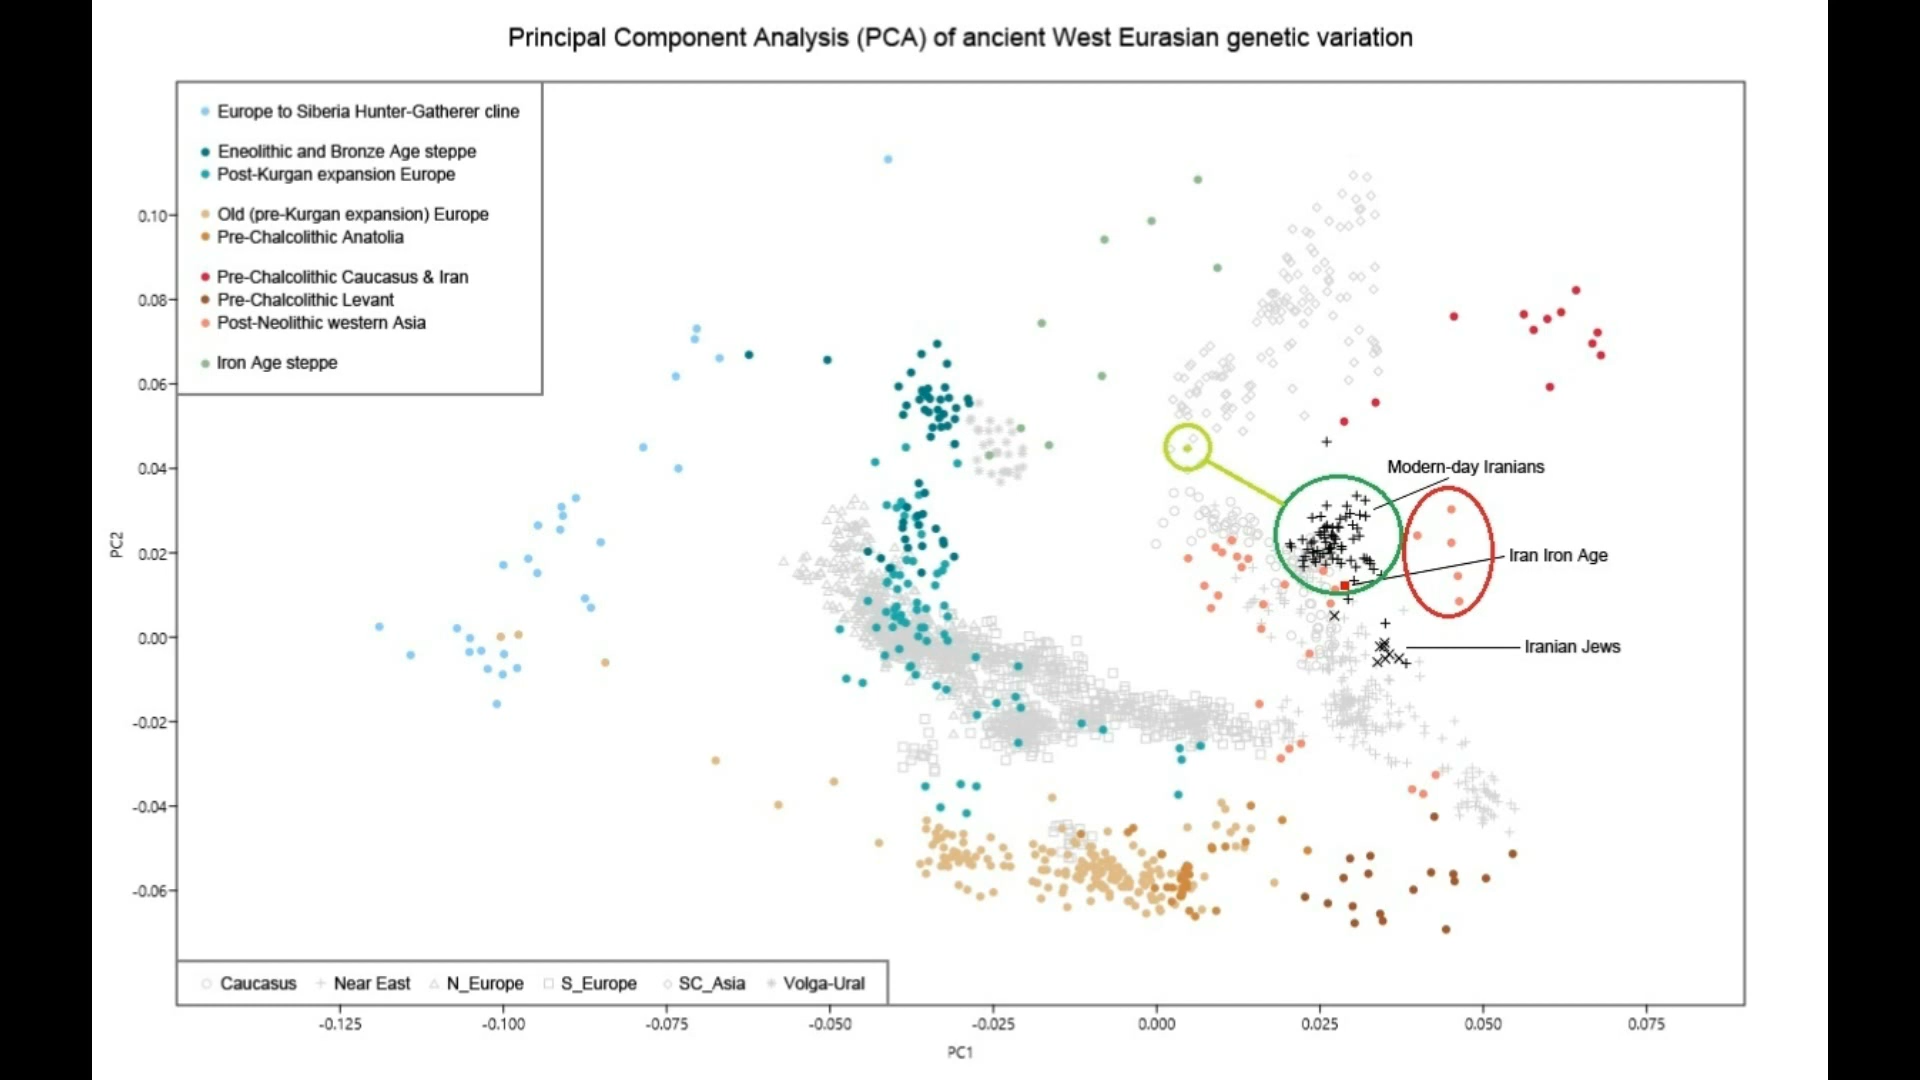 Principal Component Analysis (PCA) of ancient West Eurasian genetic variation
Europe to Siberia Hunter-Gatherer cline
Eneolithic and Bronze Age steppe
Post-Kurgan expansion Europe
Old (pre-Kurgan expansion) Europe
Pre-Chalcolithic Anatolia
Pre-Chalcolithic Caucasus & Iran
Pre-Chalcolithic Levant
Post-Neolithic western Asia
Iron Age steppe
0.10
0.08
0.06
0.04
0.02
0.00
-0.02
-0.04
-0.06
PC2
Modern-day Iranians
Iran Iron Age
Iranian Jews
Caucasus Near East N_Europe S_Europe SC_Asia Volga-Ural
-0.125 -0.100 -0.075 -0.050 -0.025 0.000 0.025 0.050 0.075
PC1